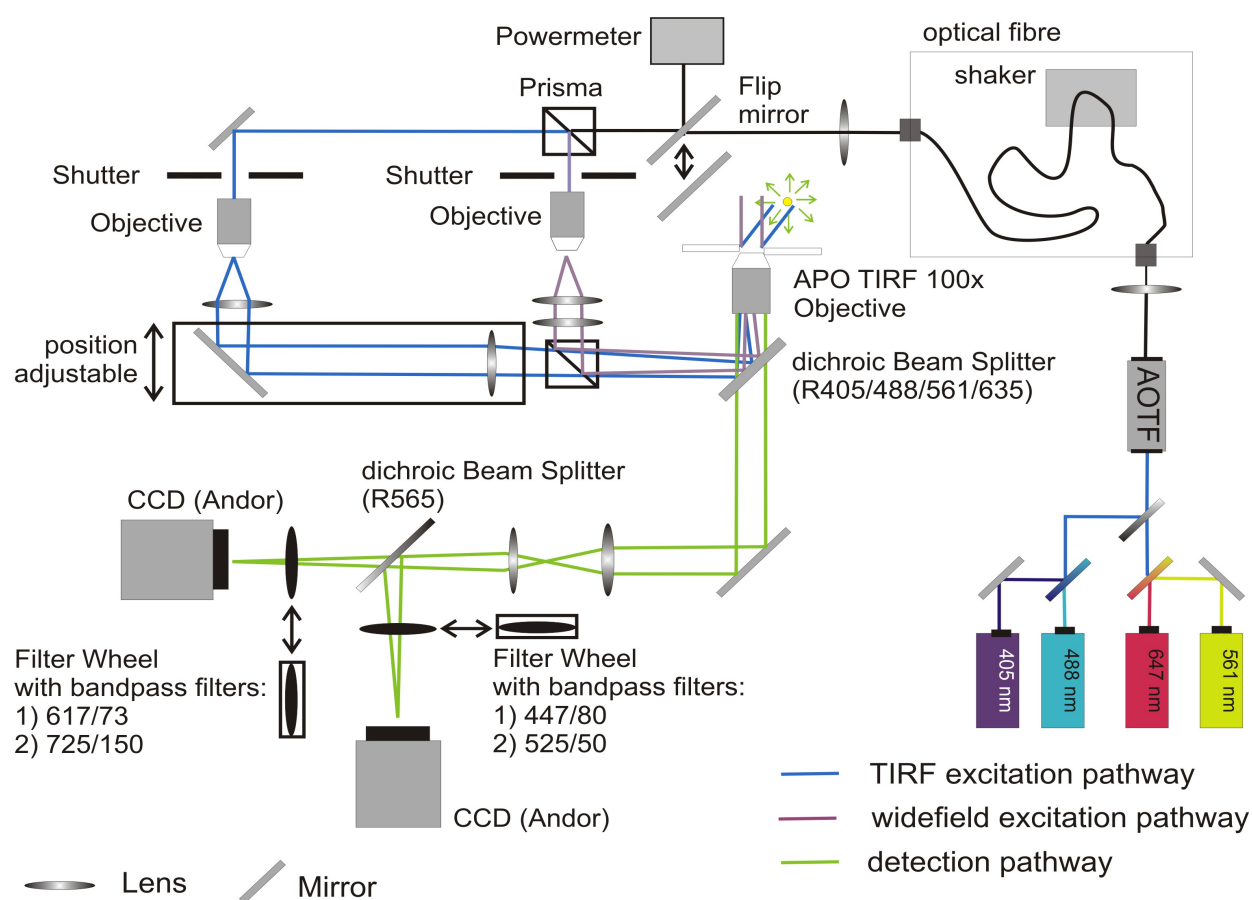 optical fibre
Powermeter
shaker
Flip
mirror
Prisma
Shutter
Shutter
Objective
Objective
APO TIRF 100x
Objective
position
adjustable
dichroic Beam Splitter
(R405/488/561/635)
AOTF
dichroic Beam Splitter
(R565)
CCD (Andor)
Filter Wheel
with bandpass filters:
1) 617/73
2) 725/150
Filter Wheel
with bandpass filters:
1) 447/80
2) 525/50
405 nm
488 nm
647 nm
561 nm
CCD (Andor)
TIRF excitation pathway
widefield excitation pathway
detection pathway
Lens
Mirror